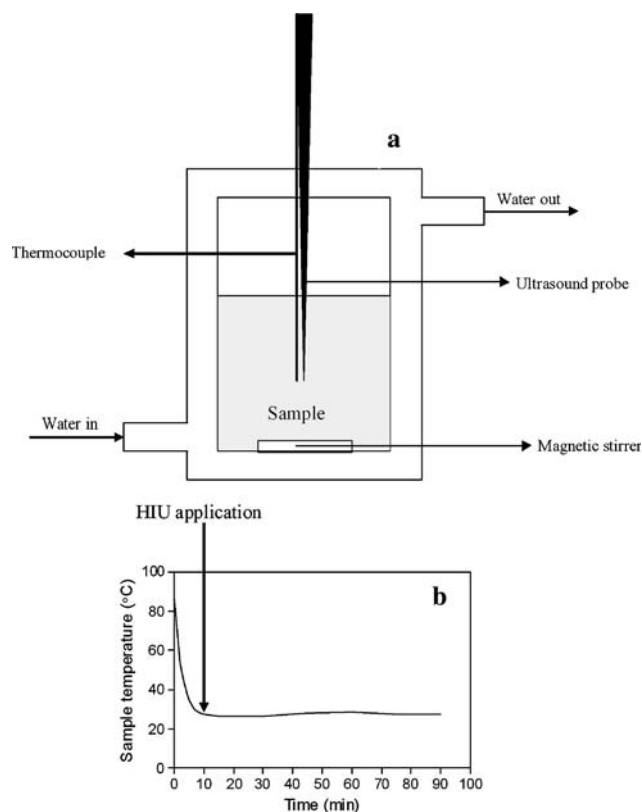 a
Water out
Thermocouple
Ultrasound probe
Sample
Water in
Magnetic stirrer
HIU application
b
100
80
60
40
20
0
Sample temperature (°C)
0 10 20 30 40 50 60 70 80 90 100
Time (min)